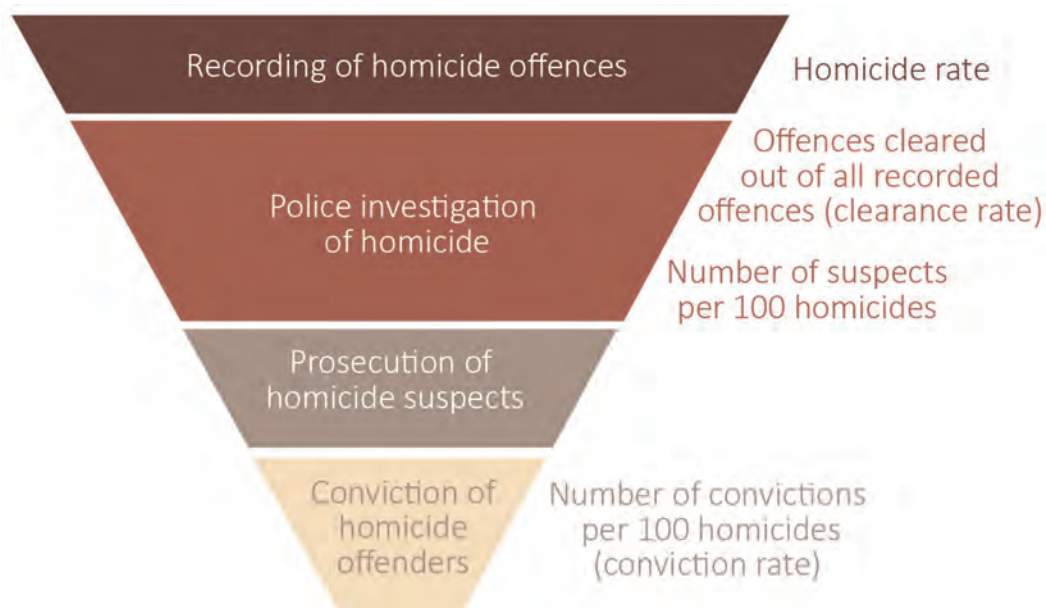 Recording of homicide offences
Homicide rate
Police investigation
of homicide
Offences cleared
out of all recorded
offences (clearance rate)
Number of suspects
per 100 homicides
Prosecution of
homicide suspects
Conviction of
homicide
offenders
Number of convictions
per 100 homicides
(conviction rate)